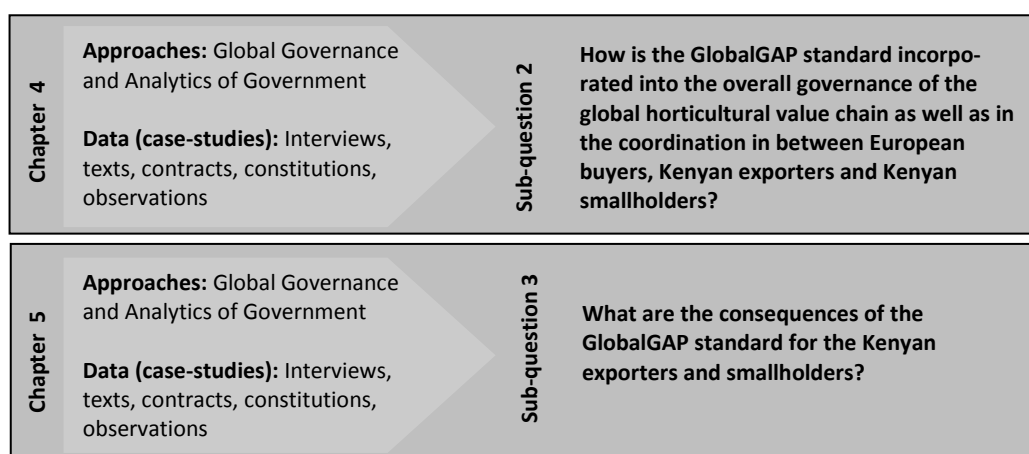 Chapter 4
Approaches: Global Governance
and Analytics of Government
Data (case-studies): Interviews,
texts, contracts, constitutions,
observations
Sub-question 2
How is the GlobalGAP standard incorpo-
rated into the overall governance of the
global horticultural value chain as well as in
the coordination in between European
buyers, Kenyan exporters and Kenyan
smallholders?
Chapter 5
Approaches: Global Governance
and Analytics of Government
Data (case-studies): Interviews,
texts, contracts, constitutions,
observations
Sub-question 3
What are the consequences of the
GlobalGAP standard for the Kenyan
exporters and smallholders?